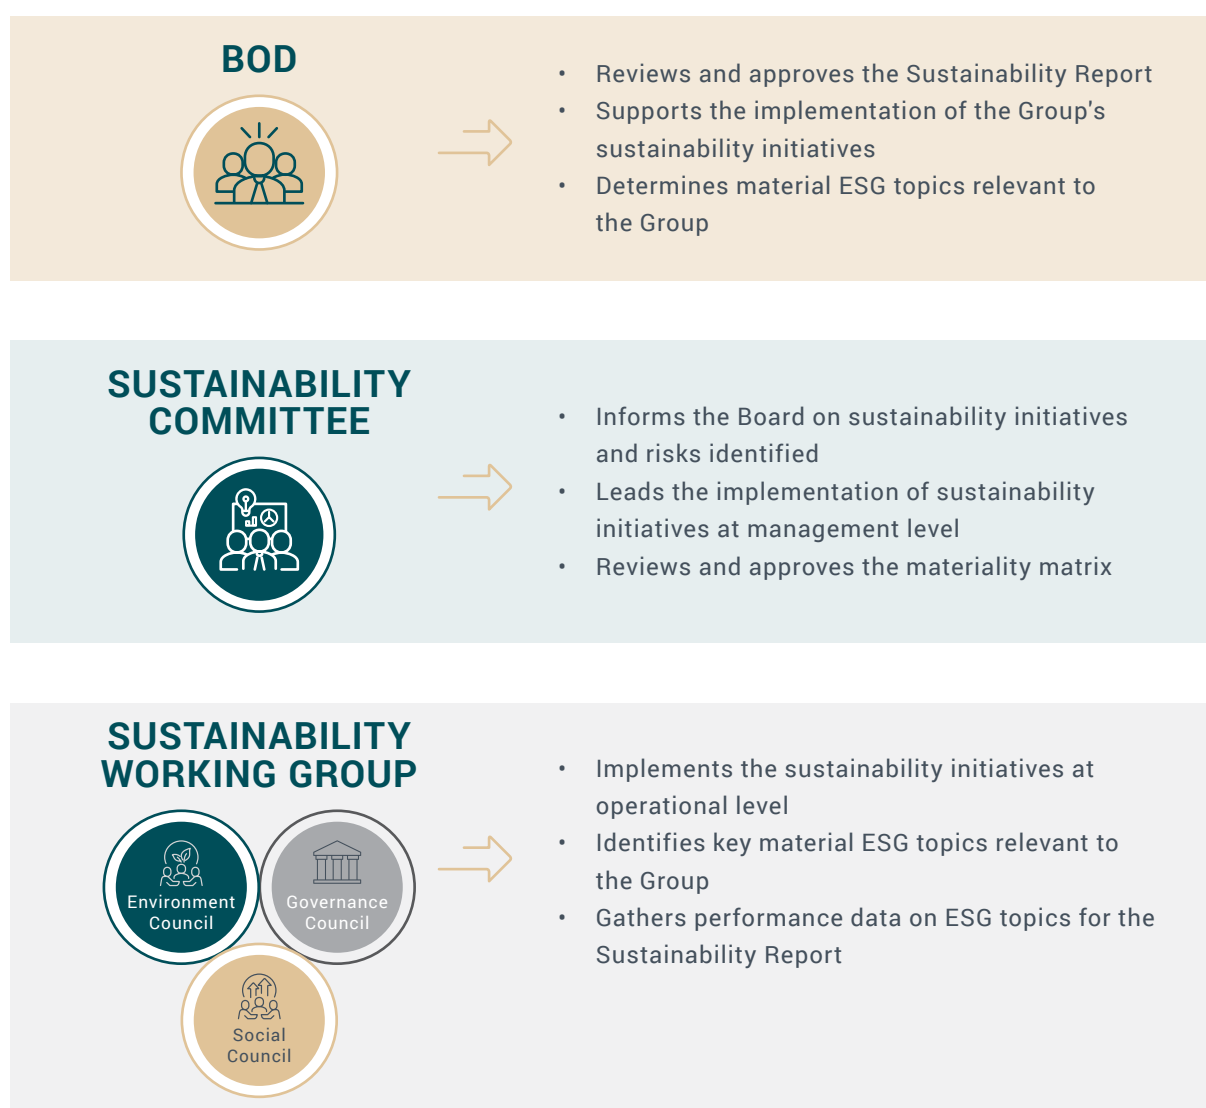 BOD
• Reviews and approves the Sustainability Report
• Supports the implementation of the Group's
sustainability initiatives
• Determines material ESG topics relevant to
the Group
SUSTAINABILITY
COMMITTEE
• Informs the Board on sustainability initiatives
and risks identified
• Leads the implementation of sustainability
initiatives at management level
• Reviews and approves the materiality matrix
SUSTAINABILITY
WORKING GROUP
Environment
Council
Governance
Council
Social
Council
• Implements the sustainability initiatives at
operational level
• Identifies key material ESG topics relevant to
the Group
• Gathers performance data on ESG topics for the
Sustainability Report